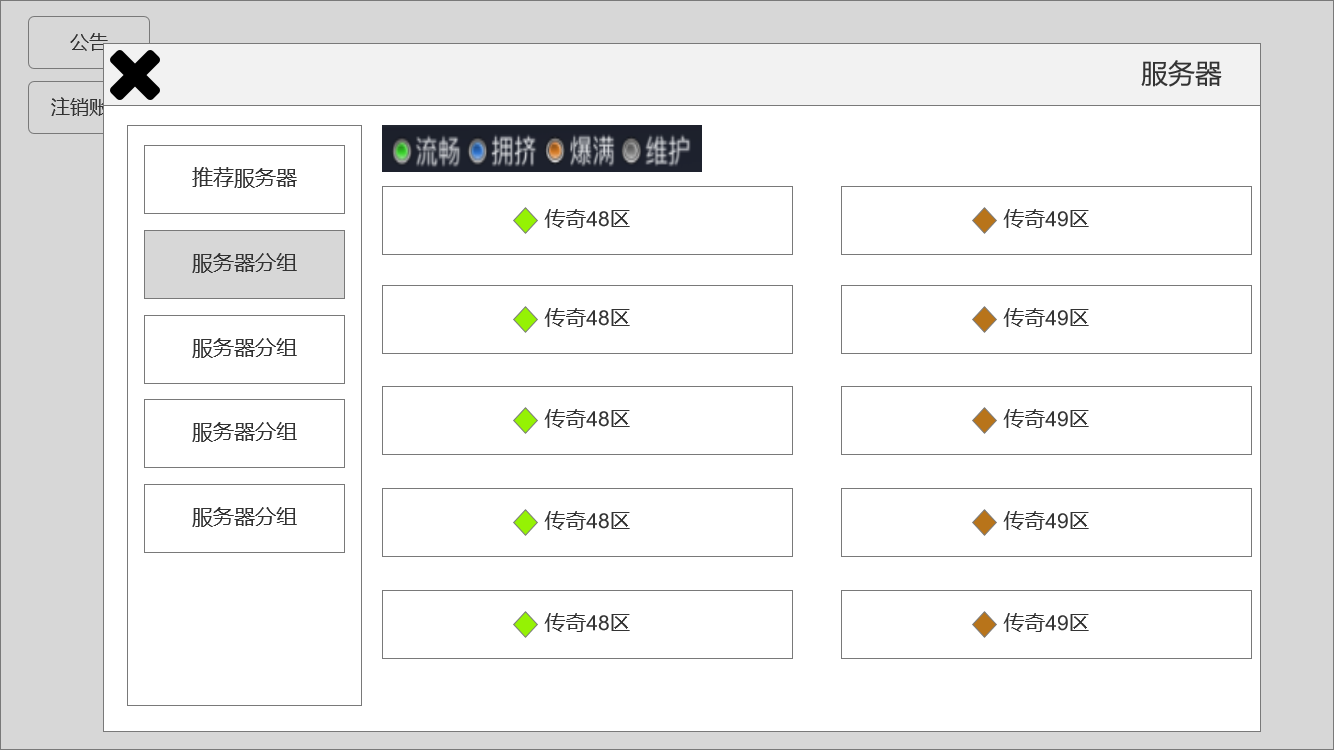 公告
注销账
服务器
推荐服务器
服务器分组
服务器分组
服务器分组
服务器分组
流畅 拥挤 爆满 维护
传奇48区 传奇49区
传奇48区 传奇49区
传奇48区 传奇49区
传奇48区 传奇49区
传奇48区 传奇49区